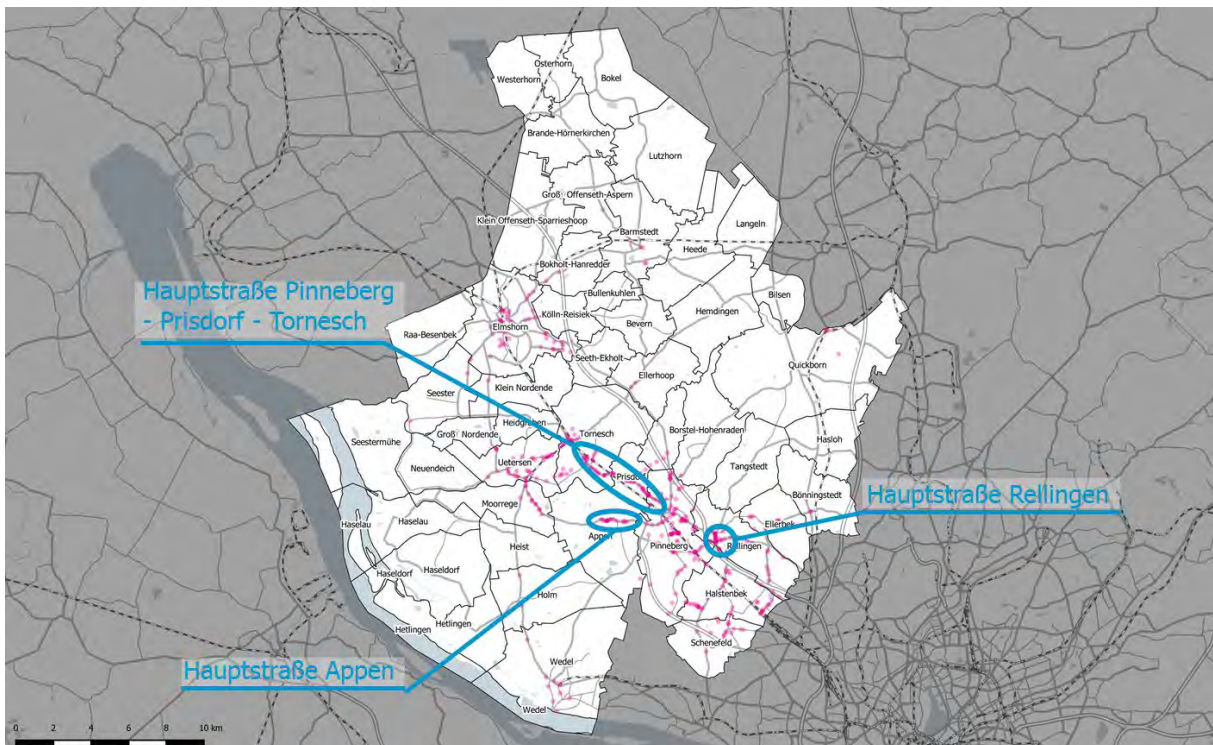 Osterhorn
Westerhorn
Bokel
Brande-Hörnerkirchen
Lutzhorn
Groß Offenseth-Aspern
Klein Offenseth-Sparrieshoop
Langeln
Barmstedt
Heede
Bokholt-Hanredder
Hauptstraße Pinneberg
- Prisdorf - Tornesch
Bullenkuhlen
Bilsen
Kölln-Reisiek
Hemdingen
Elmshorn
Bevern
Raa-Besenbek
Seeth-Ekholt
Quickborn
Ellerhoop
Klein Nordende
Seester
Heidgraben
Tornesch
Borstel-Hohenraden
Groß Nordende
Seestermühe
Hasloh
Uetersen
Neuendeich
Prisdorf
Tangstedt
Bönningstedt
Hauptstraße Rellingen
Moorrege
Haselau
Haselau
Ellerbek
Appen
Heist
Pinneberg
Rellingen
Haseldorf
Haseldorf
Holm
Halstenbek
Hetlingen
Hetlingen
Schenefeld
Hauptstraße Appen
Wedel
Wedel
0 2 4 6 8 10 km